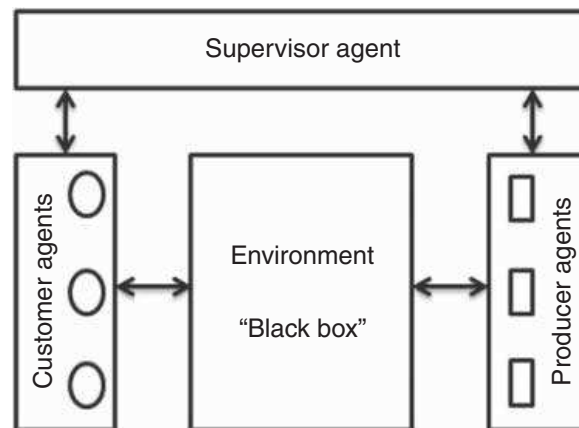 Supervisor agent
Customer agents
Environment
“Black box”
Producer agents